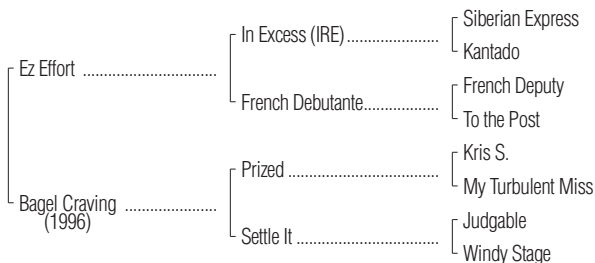 Siberian Express
In Excess (IRE)
Kantado
Ez Effort
French Deputy
French Debutante
To the Post
Kris S.
Prized
My Turbulent Miss
Bagel Craving
(1996)
Judgable
Settle It
Windy Stage